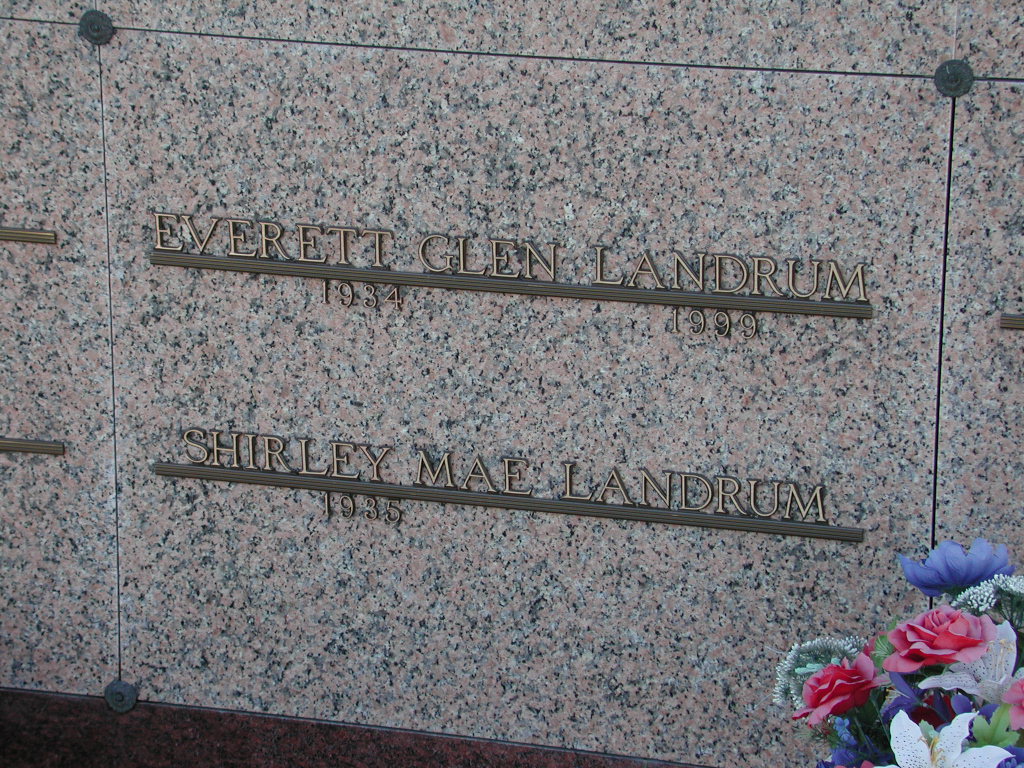 EVERETT GLEN LANDRUM
1934 1999
SHIRLEY MAE LANDRUM
1935